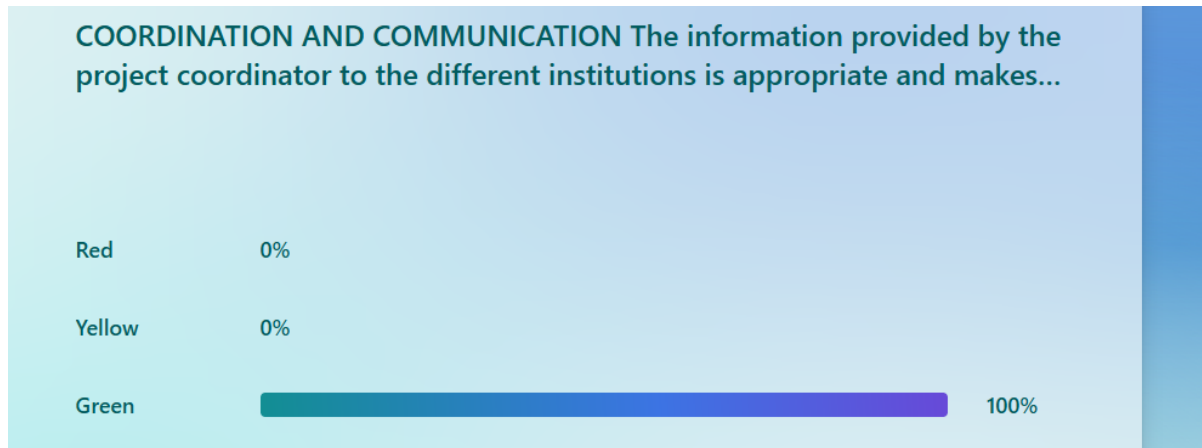 COORDINATION AND COMMUNICATION The information provided by the
project coordinator to the different institutions is appropriate and makes...
Red 0%
Yellow 0%
Green 100%